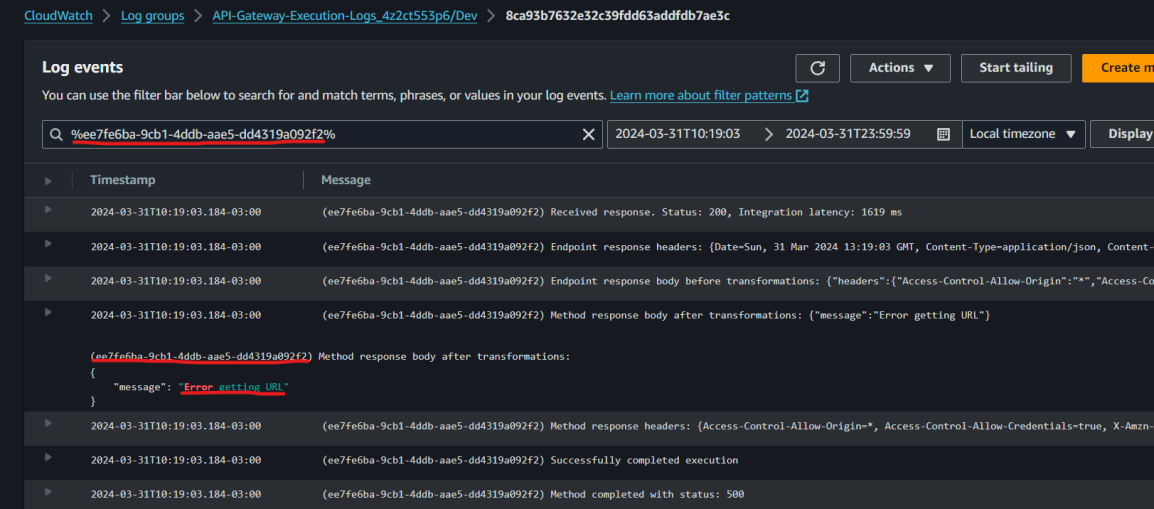 CloudWatch > Log groups > API-Gateway-Execution-Logs_4z2ct553p6/Dev > 8ca93b7632e32c39fdd63addfdb7ae3c
Log events
Actions ▼ Start tailing Create m
You can use the filter bar below to search for and match terms, phrases, or values in your log events. Learn more about filter patterns
%ee7fe6ba-9cb1-4ddb-aae5-dd4319a092f2% 2024-03-31T10:19:03 > 2024-03-31T23:59:59 Local timezone ▼ Display
Timestamp Message
2024-03-31T10:19:03.184-03:00 (ee7fe6ba-9cb1-4ddb-aae5-dd4319a092f2) Received response. Status: 200, Integration latency: 1619 ms
2024-03-31T10:19:03.184-03:00 (ee7fe6ba-9cb1-4ddb-aae5-dd4319a092f2) Endpoint response headers: {Date=Sun, 31 Mar 2024 13:19:03 GMT, Content-Type=application/json, Content-
2024-03-31T10:19:03.184-03:00 (ee7fe6ba-9cb1-4ddb-aae5-dd4319a092f2) Endpoint response body before transformations: {"headers":{"Access-Control-Allow-Origin":"*","Access-Co
2024-03-31T10:19:03.184-03:00 (ee7fe6ba-9cb1-4ddb-aae5-dd4319a092f2) Method response body after transformations: {"message":"Error getting URL"}
(ee7fe6ba-9cb1-4ddb-aae5-dd4319a092f2) Method response body after transformations:
{
"message": "Error getting URL"
}
2024-03-31T10:19:03.184-03:00 (ee7fe6ba-9cb1-4ddb-aae5-dd4319a092f2) Method response headers: {Access-Control-Allow-Origin=*, Access-Control-Allow-Credentials=true, X-Amzn-
2024-03-31T10:19:03.184-03:00 (ee7fe6ba-9cb1-4ddb-aae5-dd4319a092f2) Successfully completed execution
2024-03-31T10:19:03.184-03:00 (ee7fe6ba-9cb1-4ddb-aae5-dd4319a092f2) Method completed with status: 500